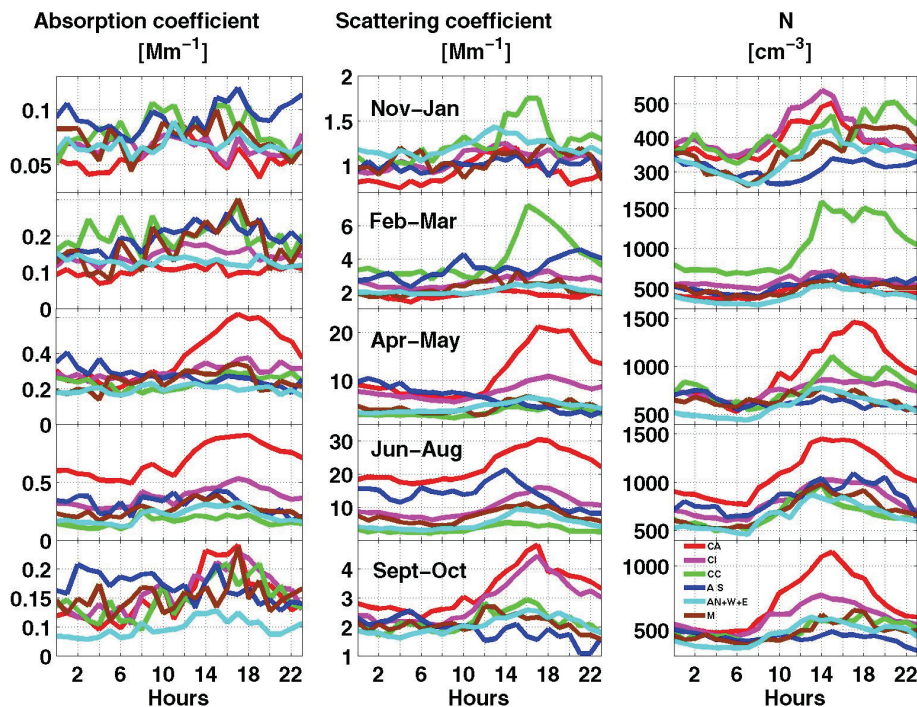 Absorption coefficient
[Mm−1]
Scattering coefficient
[Mm−1]
N
[cm−3]
0.1
0.05
2
1.5
1
Nov−Jan
500
400
300
0.2
0.1
0
6
4
2
Feb−Mar
1500
1000
500
0.4
0.2
0
20
10
Apr−May
1000
500
0.5
0
30
20
10
Jun−Aug
1500
1000
500
0.2
0.15
0.1
0
4
3
2
1
Sept−Oct
1000
500
CA
CI
CC
A S
AN+W+E
M
2 6 10 14 18 22
Hours
2 6 10 14 18 22
Hours
2 6 10 14 18 22
Hours